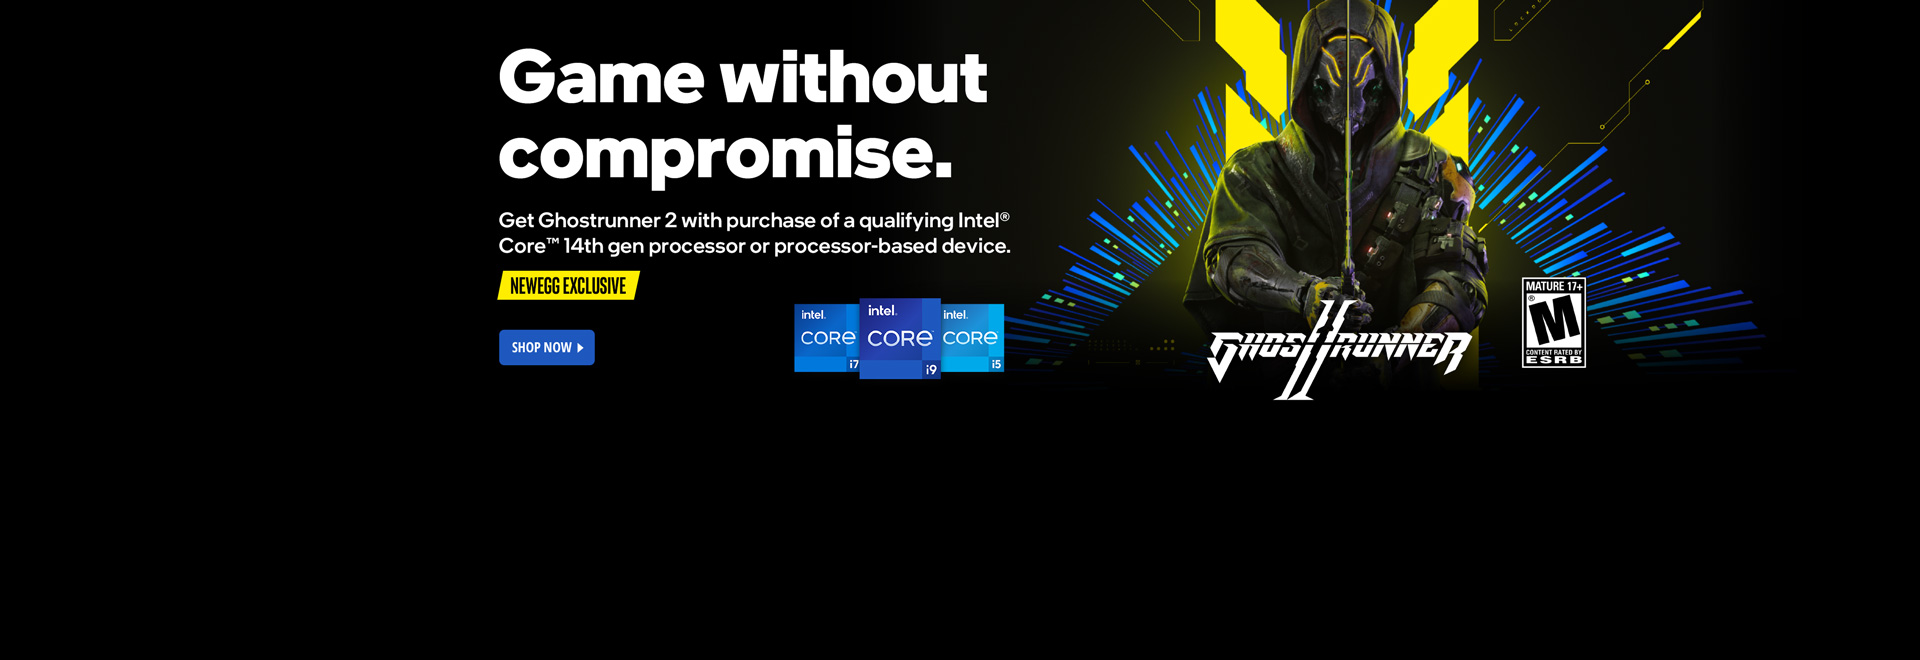 Game without
compromise.
Get Ghostrunner 2 with purchase of a qualifying Intel®
Core™ 14th gen processor or processor-based device.
NEWEGG EXCLUSIVE
SHOP NOW
intel.
CORE
i7
intel.
CORE
i9
intel.
CORE
i5
GHOSTRUNNER
II
MATURE 17+
M®
CONTENT RATED BY
ESRB